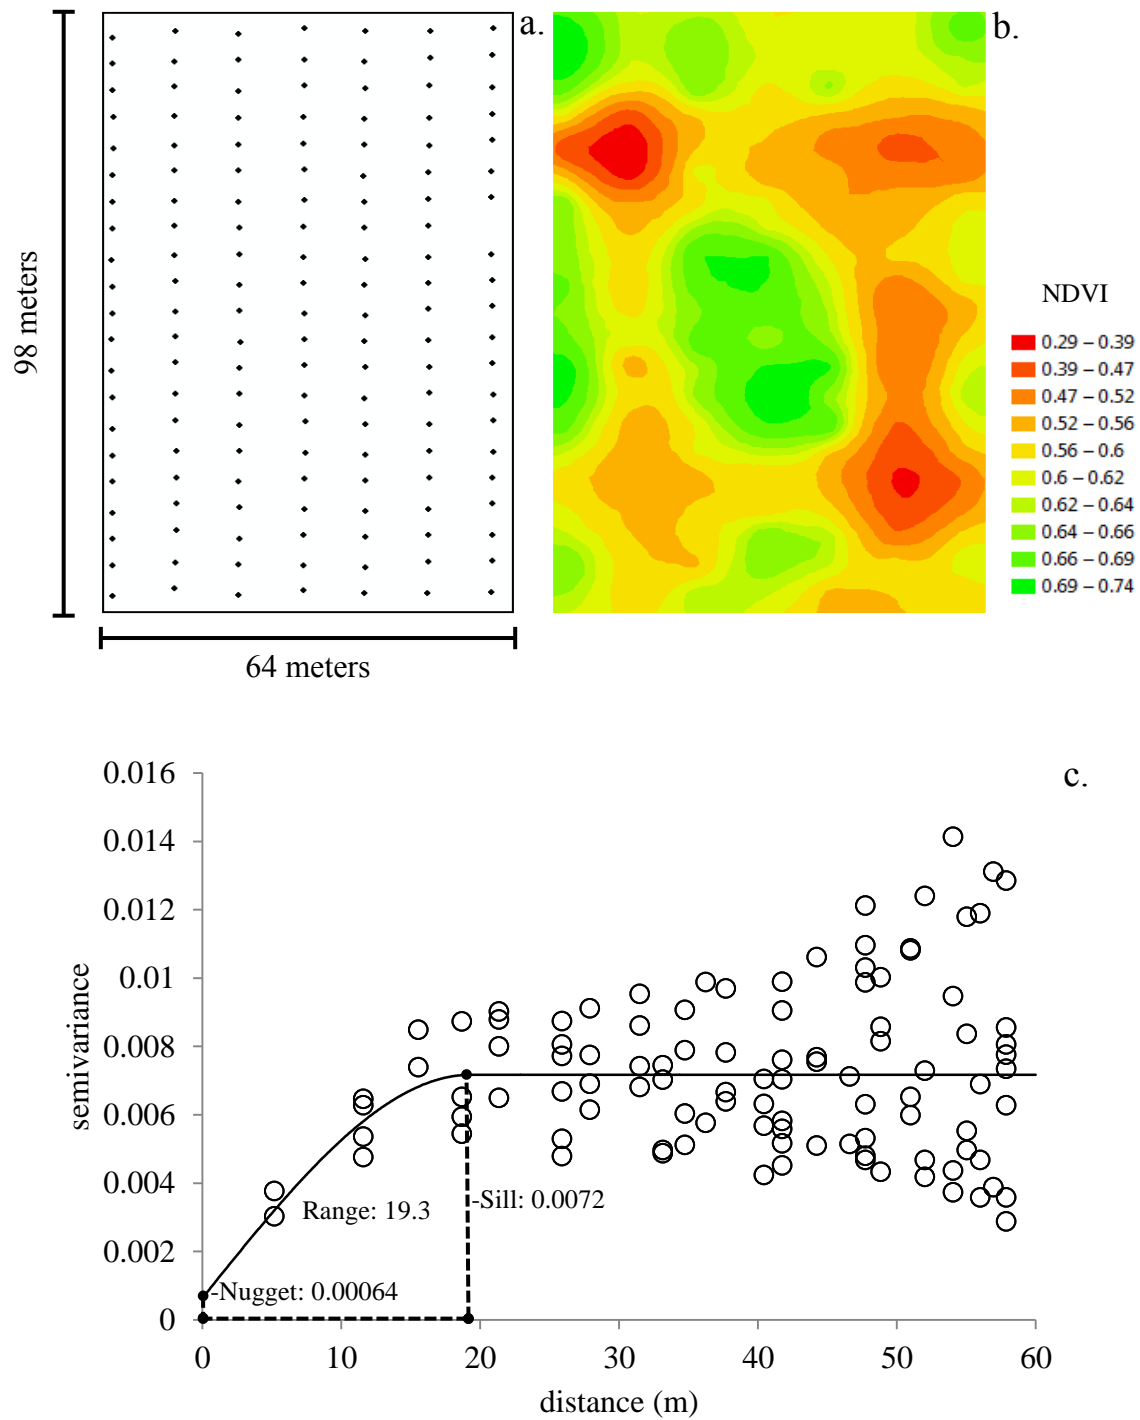 a.
b.
98 meters
64 meters
NDVI
0.29 – 0.39
0.39 – 0.47
0.47 – 0.52
0.52 – 0.56
0.56 – 0.6
0.6 – 0.62
0.62 – 0.64
0.64 – 0.66
0.66 – 0.69
0.69 – 0.74
c.
0.016
0.014
0.012
0.01
0.008
0.006
0.004
0.002
0
semivariance
Range: 19.3
-Sill: 0.0072
-Nugget: 0.00064
0 10 20 30 40 50 60
distance (m)